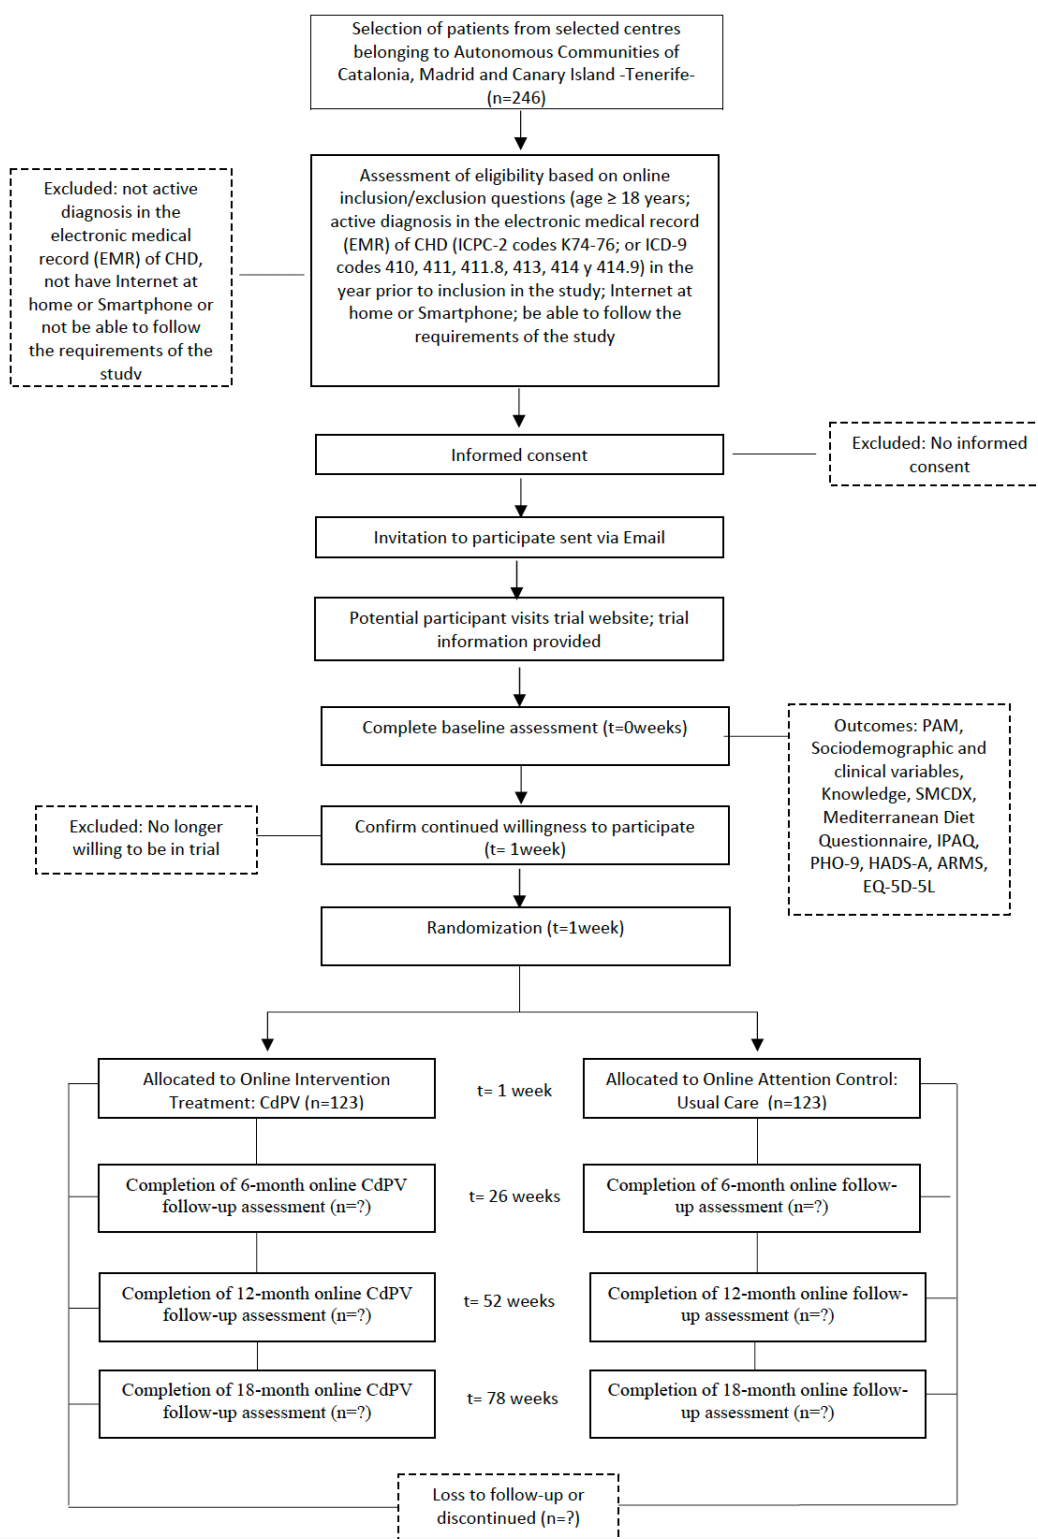 Selection of patients from selected centres
belonging to Autonomous Communities of
Catalonia, Madrid and Canary Island -Tenerife-
(n=246)
Excluded: not active
diagnosis in the
electronic medical
record (EMR) of CHD,
not have Internet at
home or Smartphone or
not be able to follow
the requirements of the
study
Assessment of eligibility based on online
inclusion/exclusion questions (age ≥ 18 years;
active diagnosis in the electronic medical record
(EMR) of CHD (ICPC-2 codes K74-76; or ICD-9
codes 410, 411, 411.8, 413, 414 y 414.9) in the
year prior to inclusion in the study; Internet at
home or Smartphone; be able to follow the
requirements of the study
Informed consent
Excluded: No informed
consent
Invitation to participate sent via Email
Potential participant visits trial website; trial
information provided
Complete baseline assessment (t=0weeks)
Outcomes: PAM,
Sociodemographic and
clinical variables,
Knowledge, SMCDX,
Mediterranean Diet
Questionnaire, IPAQ,
PHO-9, HADS-A, ARMS,
EQ-5D-5L
Excluded: No longer
willing to be in trial
Confirm continued willingness to participate
(t= 1week)
Randomization (t=1week)
Allocated to Online Intervention
Treatment: CdPV (n=123)
t= 1 week
Allocated to Online Attention Control:
Usual Care (n=123)
Completion of 6-month online CdPV
follow-up assessment (n=?)
t= 26 weeks
Completion of 6-month online follow-
up assessment (n=?)
Completion of 12-month online CdPV
follow-up assessment (n=?)
t= 52 weeks
Completion of 12-month online follow-
up assessment (n=?)
Completion of 18-month online CdPV
follow-up assessment (n=?)
t= 78 weeks
Completion of 18-month online follow-
up assessment (n=?)
Loss to follow-up or
discontinued (n=?)